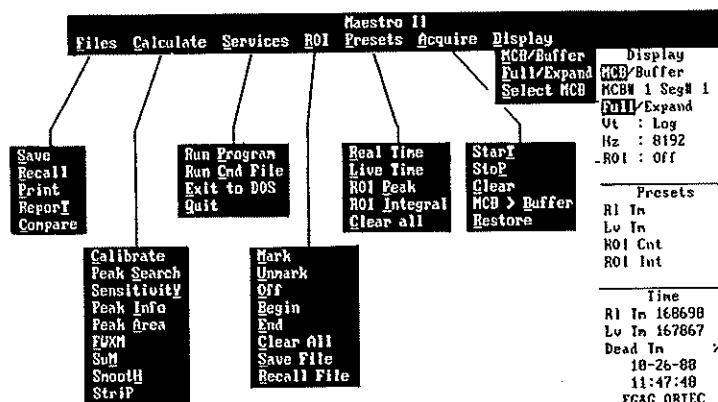 Maestro II
Files Calculate Services ROI Presets Acquire Display
MCB/Buffer
Full/Expand
Select MCB
Save
Recall
Print
ReporT
Compare
Calibrate
Peak Search
SensitivitY
Peak Info
Peak Area
FWXM
SuM
SmootH
StriP
Run Program
Run Cmd File
Exit to DOS
Quit
Mark
Unmark
Off
Begin
End
Clear All
Save File
Recall File
Real Time
Live Time
ROI Peak
ROI Integral
Clear all
StarT
StoP
Clear
MCB > Buffer
Restore
Display
MCB/Buffer
MCB# 1 Seg# 1
Full/Expand
Vt : Log
Hz : 8192
ROI : Off
Presets
Rl Tm
Lv Tm
ROI Cnt
ROI Int
Time
Rl Tm 168690
Lv Tm 167867
Dead Tm %
10-26-88
11:47:40
EG&G ORTEC